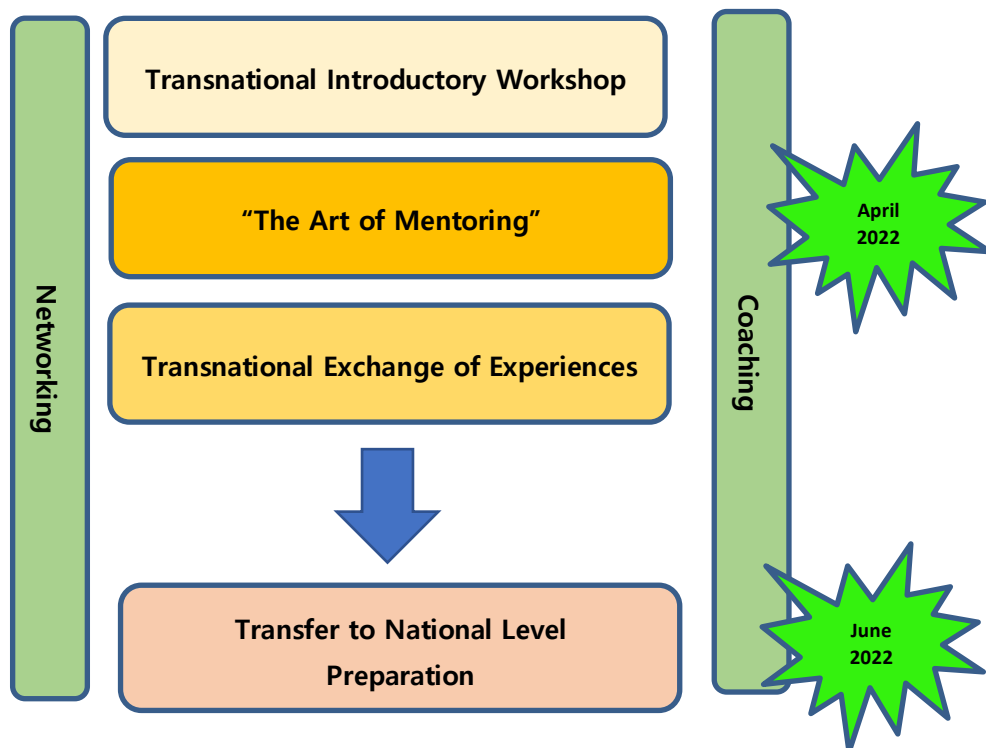 Transnational Introductory Workshop
“The Art of Mentoring”
April
2022
Networking
Coaching
Transnational Exchange of Experiences
Transfer to National Level
Preparation
June
2022